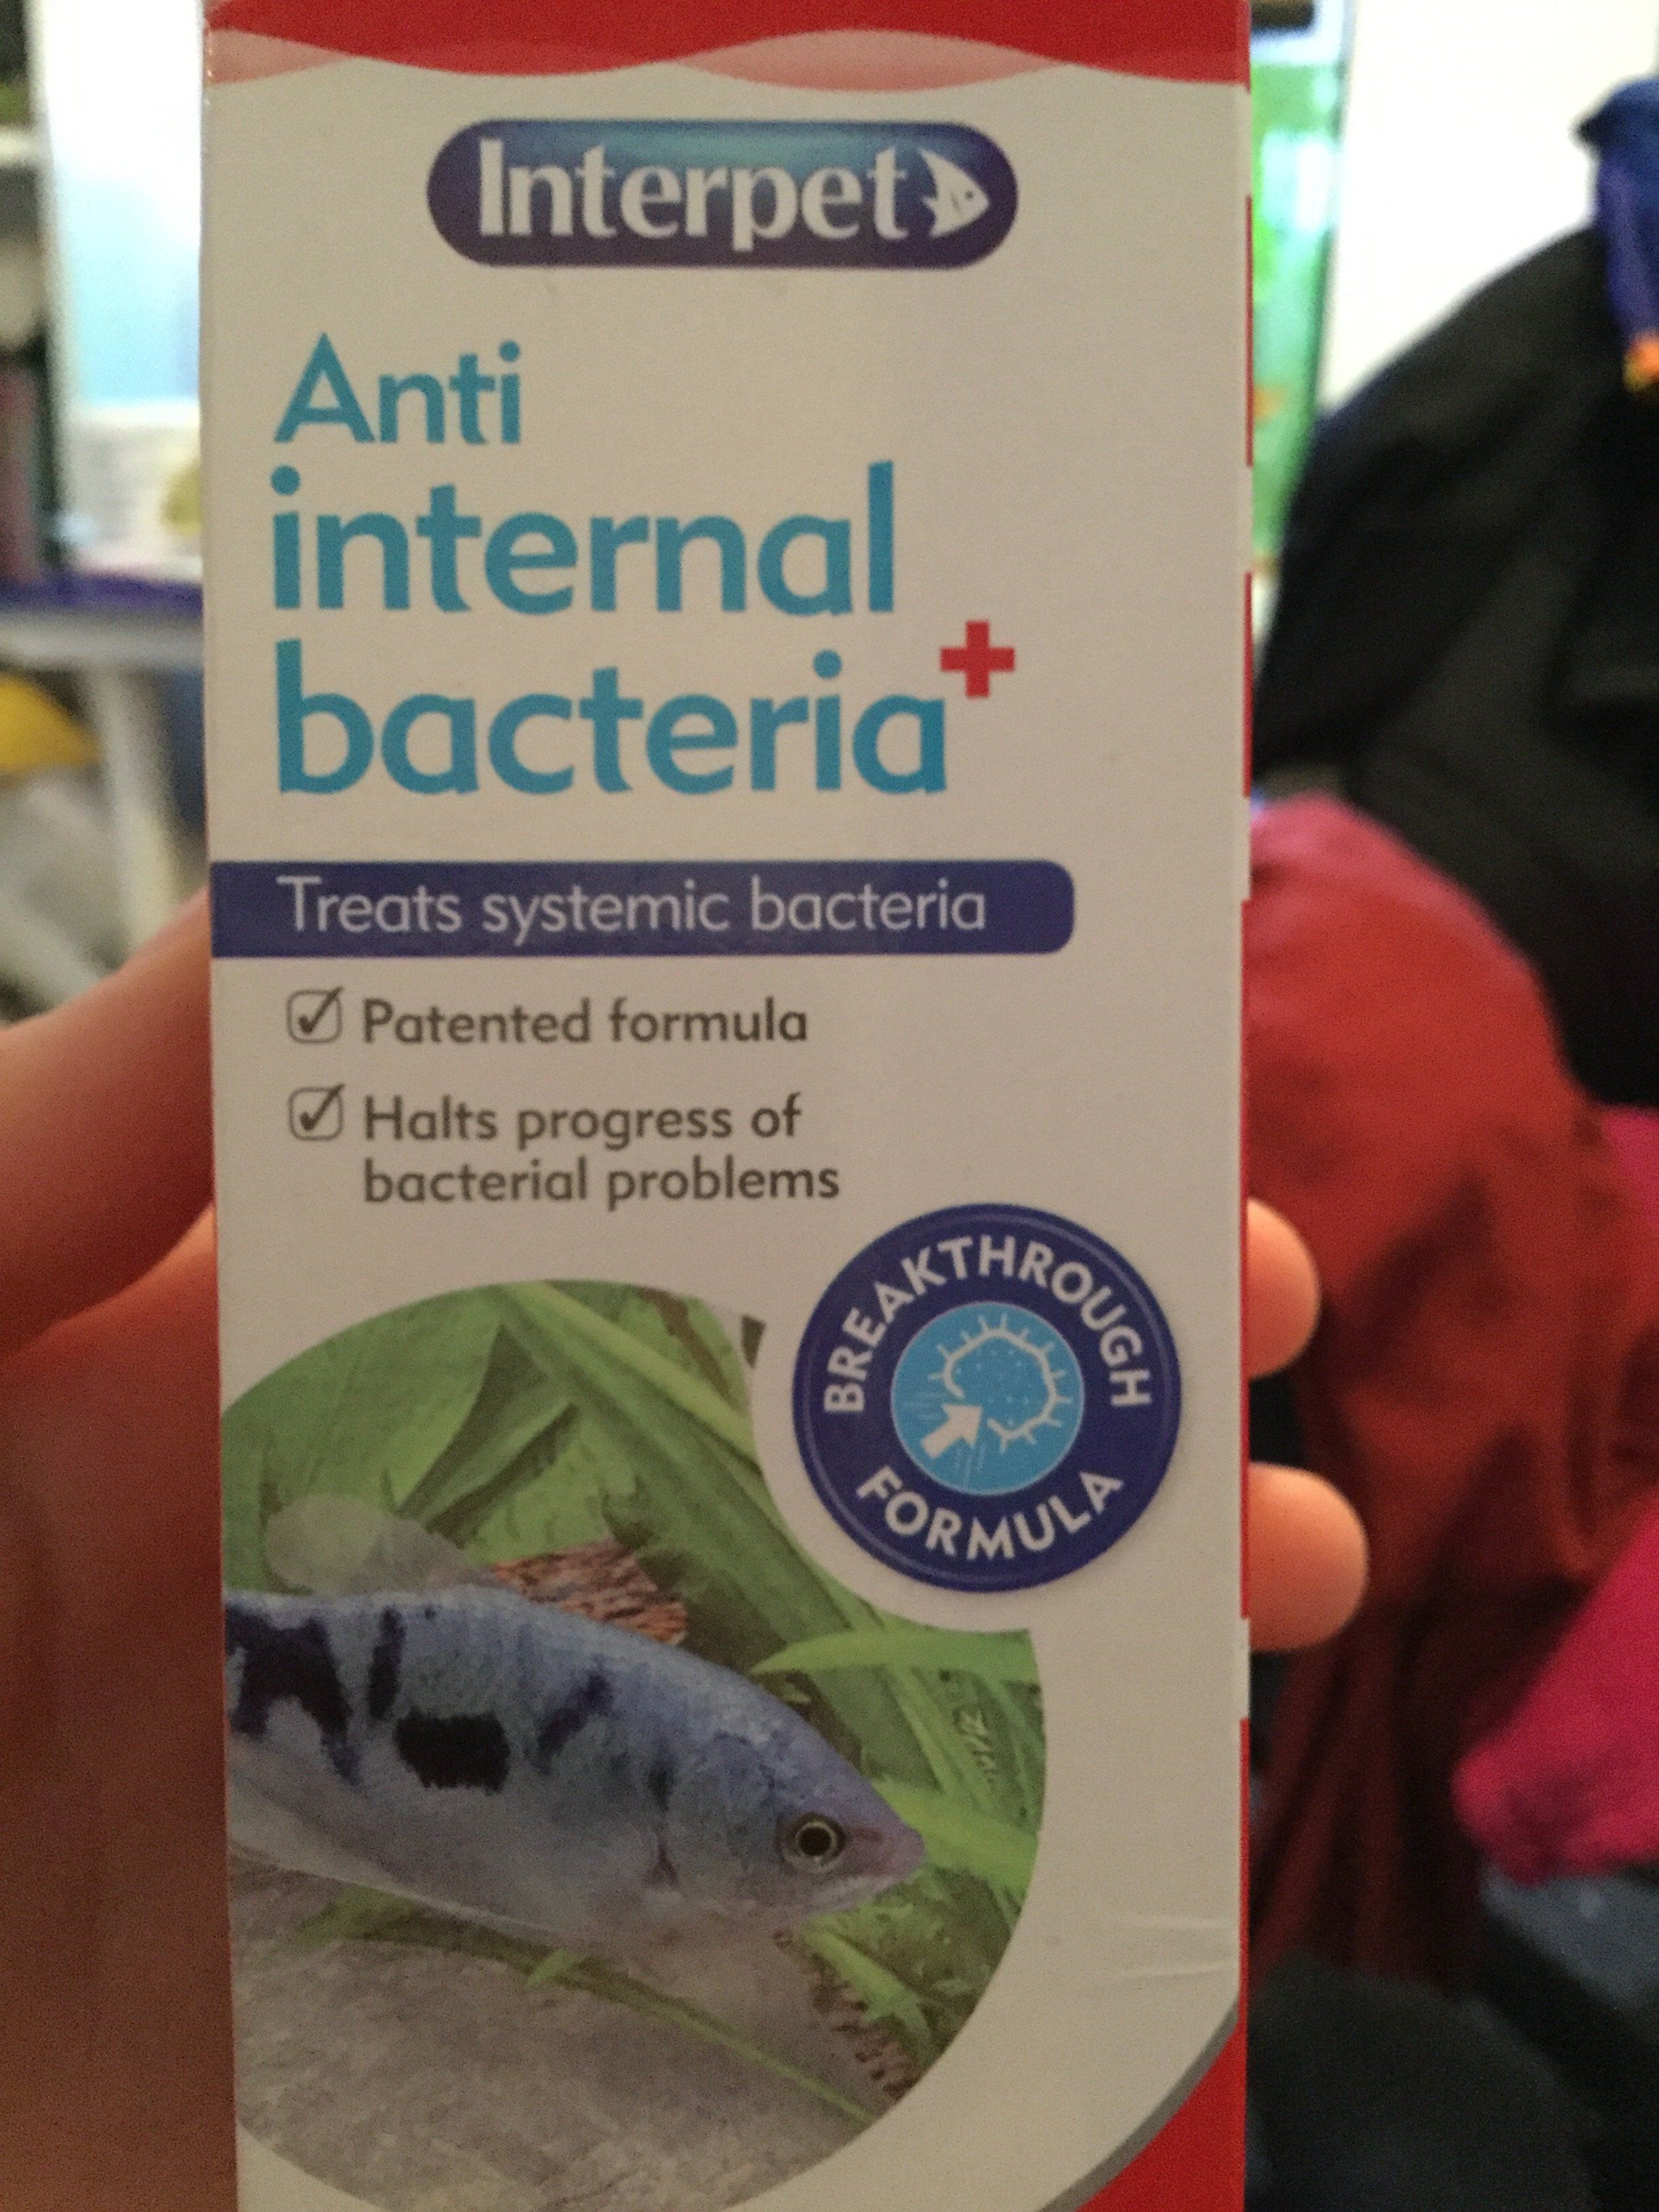 Interpet
Anti
internal
bacteria+
Treats systemic bacteria
Patented formula
Halts progress of
bacterial problems
BREAKTHROUGH
FORMULA